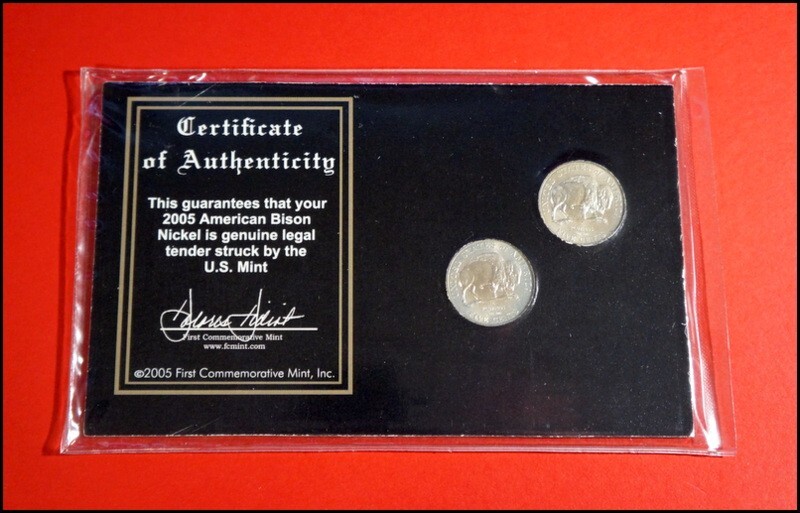 Certificate
of Authenticity
This guarantees that your
2005 American Bison
Nickel is genuine legal
tender struck by the
U.S. Mint
First Commemorative Mint
www.fcmint.com
©2005 First Commemorative Mint, Inc.